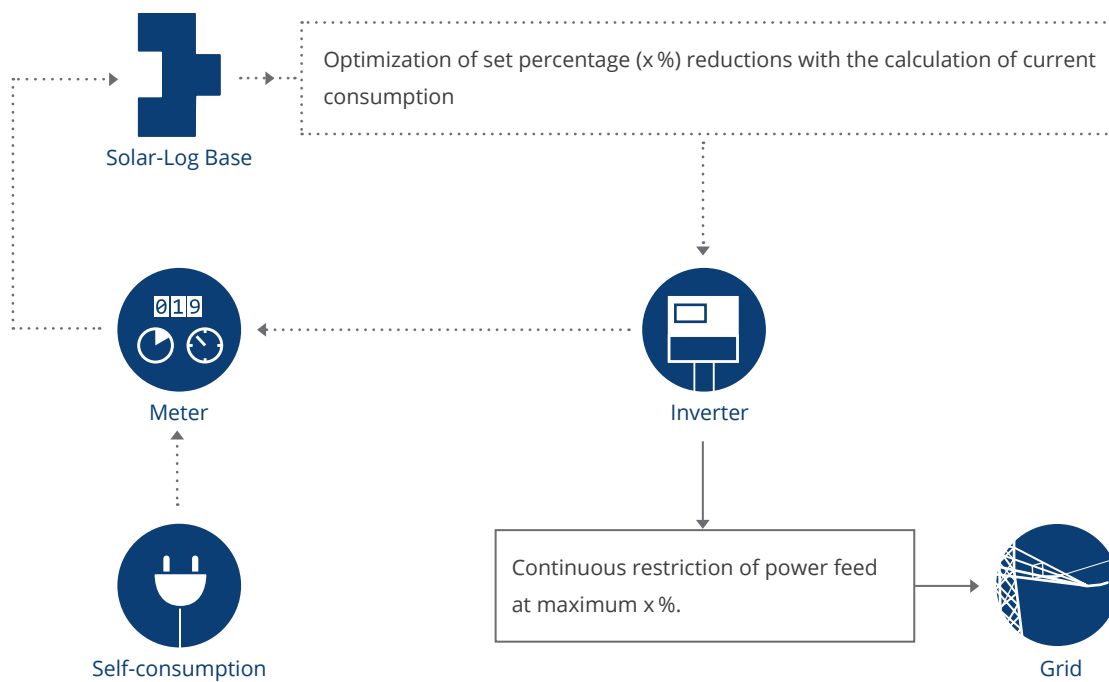 Optimization of set percentage (x %) reductions with the calculation of current
consumption
Solar-Log Base
019
Meter
Inverter
Continuous restriction of power feed
at maximum x %.
Self-consumption
Grid